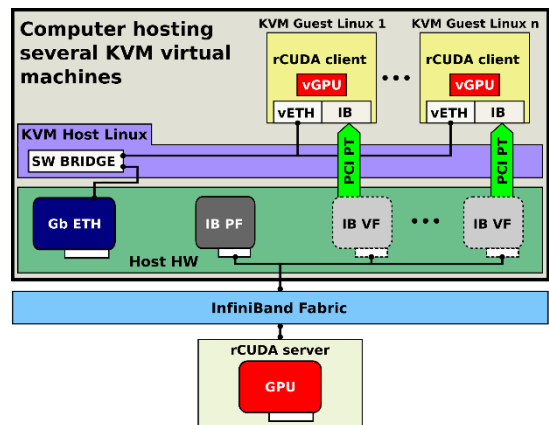 Computer hosting
several KVM virtual
machines
KVM Guest Linux 1
KVM Guest Linux n
rCUDA client
rCUDA client
vGPU
vGPU
vETH
IB
vETH
IB
KVM Host Linux
SW BRIDGE
PCI PT
PCI PT
Gb ETH
IB PF
IB VF
IB VF
Host HW
InfiniBand Fabric
rCUDA server
GPU